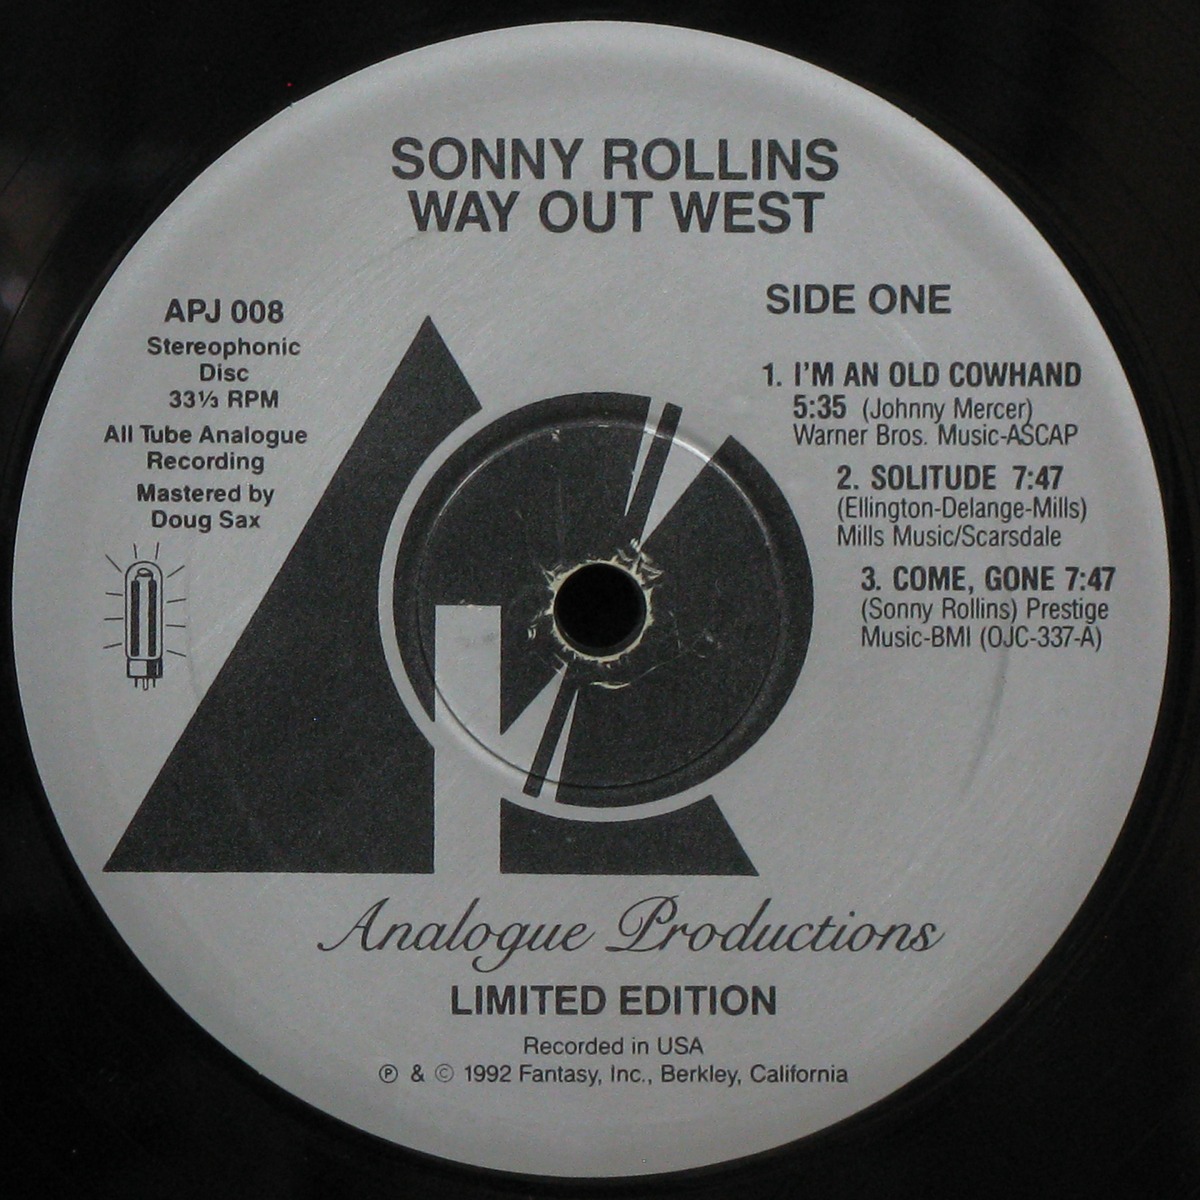 SONNY ROLLINS
WAY OUT WEST
APJ 008
Stereophonic
Disc
33⅓ RPM
All Tube Analogue
Recording
Mastered by
Doug Sax
SIDE ONE
1. I'M AN OLD COWHAND
5:35 (Johnny Mercer)
Warner Bros. Music-ASCAP
2. SOLITUDE 7:47
(Ellington-Delange-Mills)
Mills Music/Scarsdale
3. COME, GONE 7:47
(Sonny Rollins) Prestige
Music-BMI (OJC-337-A)
Analogue Productions
LIMITED EDITION
Recorded in USA
℗ & © 1992 Fantasy, Inc., Berkley, California